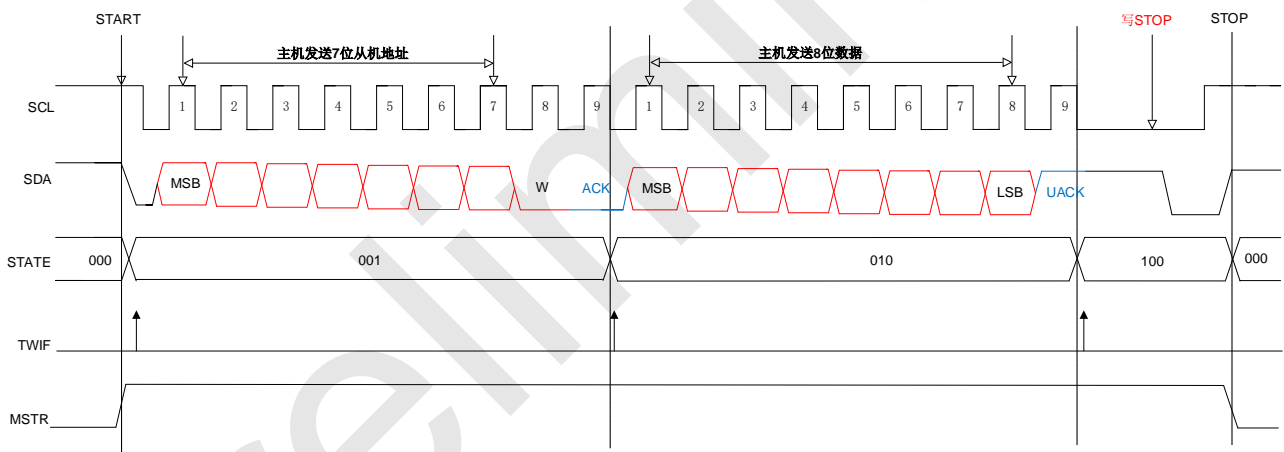 START 写STOP STOP
主机发送7位从机地址 主机发送8位数据
SCL 1 2 3 4 5 6 7 8 9 1 2 3 4 5 6 7 8 9
SDA MSB W ACK MSB LSB UACK
STATE 000 001 010 100 000
TWIF
MSTR